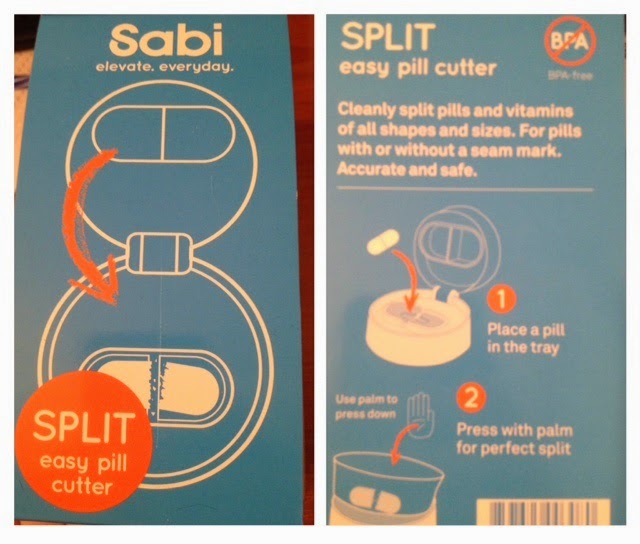 Sabi
elevate. everyday.
SPLIT
easy pill
cutter
SPLIT
easy pill cutter
BPA
BPA-free
Cleanly split pills and vitamins
of all shapes and sizes. For pills
with or without a seam mark.
Accurate and safe.
1
Place a pill
in the tray
Use palm to
press down
2
Press with palm
for perfect split